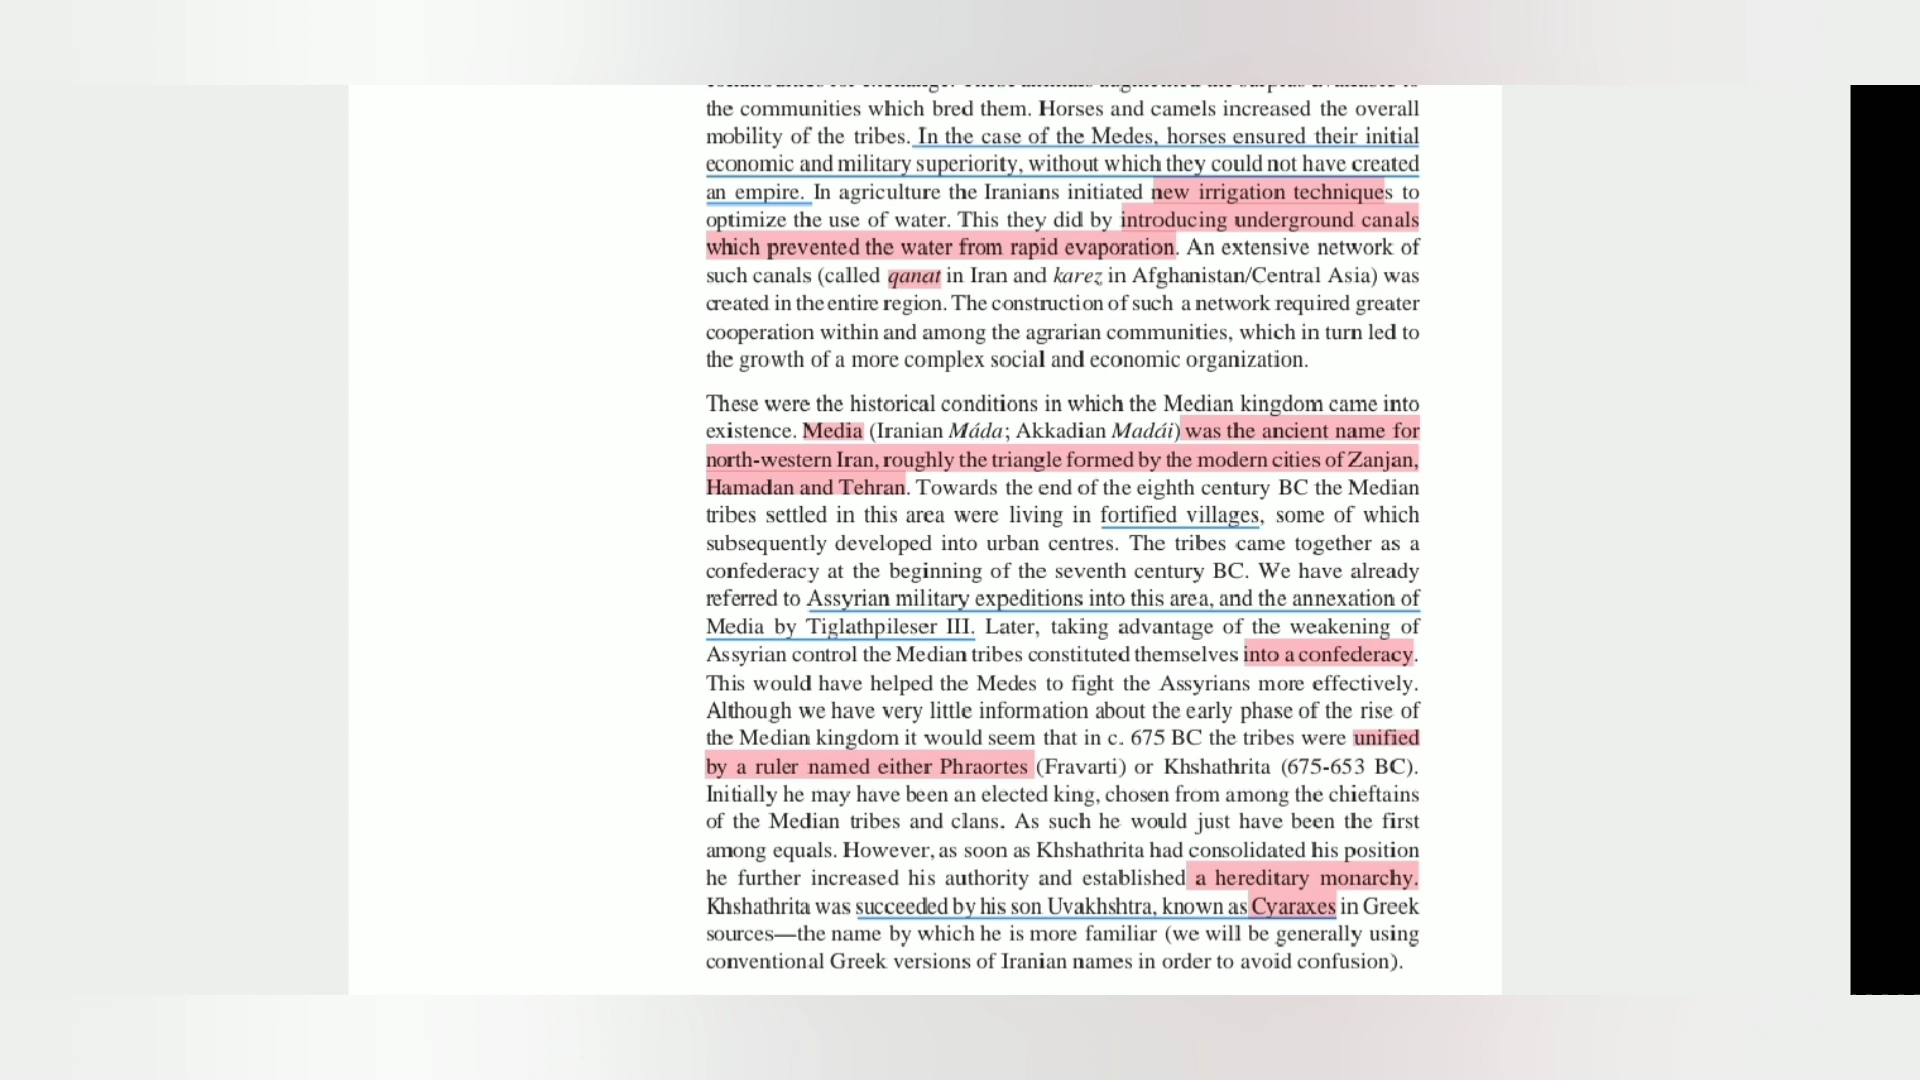 the communities which bred them. Horses and camels increased the overall
mobility of the tribes. In the case of the Medes, horses ensured their initial
economic and military superiority, without which they could not have created
an empire. In agriculture the Iranians initiated new irrigation techniques to
optimize the use of water. This they did by introducing underground canals
which prevented the water from rapid evaporation. An extensive network of
such canals (called qanat in Iran and karez in Afghanistan/Central Asia) was
created in the entire region. The construction of such a network required greater
cooperation within and among the agrarian communities, which in turn led to
the growth of a more complex social and economic organization.
These were the historical conditions in which the Median kingdom came into
existence. Media (Iranian Máda; Akkadian Madái) was the ancient name for
north-western Iran, roughly the triangle formed by the modern cities of Zanjan,
Hamadan and Tehran. Towards the end of the eighth century BC the Median
tribes settled in this area were living in fortified villages, some of which
subsequently developed into urban centres. The tribes came together as a
confederacy at the beginning of the seventh century BC. We have already
referred to Assyrian military expeditions into this area, and the annexation of
Media by Tiglathpileser III. Later, taking advantage of the weakening of
Assyrian control the Median tribes constituted themselves into a confederacy.
This would have helped the Medes to fight the Assyrians more effectively.
Although we have very little information about the early phase of the rise of
the Median kingdom it would seem that in c. 675 BC the tribes were unified
by a ruler named either Phraortes (Fravarti) or Khshathrita (675-653 BC).
Initially he may have been an elected king, chosen from among the chieftains
of the Median tribes and clans. As such he would just have been the first
among equals. However, as soon as Khshathrita had consolidated his position
he further increased his authority and established a hereditary monarchy.
Khshathrita was succeeded by his son Uvakhshtra, known as Cyaraxes in Greek
sources—the name by which he is more familiar (we will be generally using
conventional Greek versions of Iranian names in order to avoid confusion).